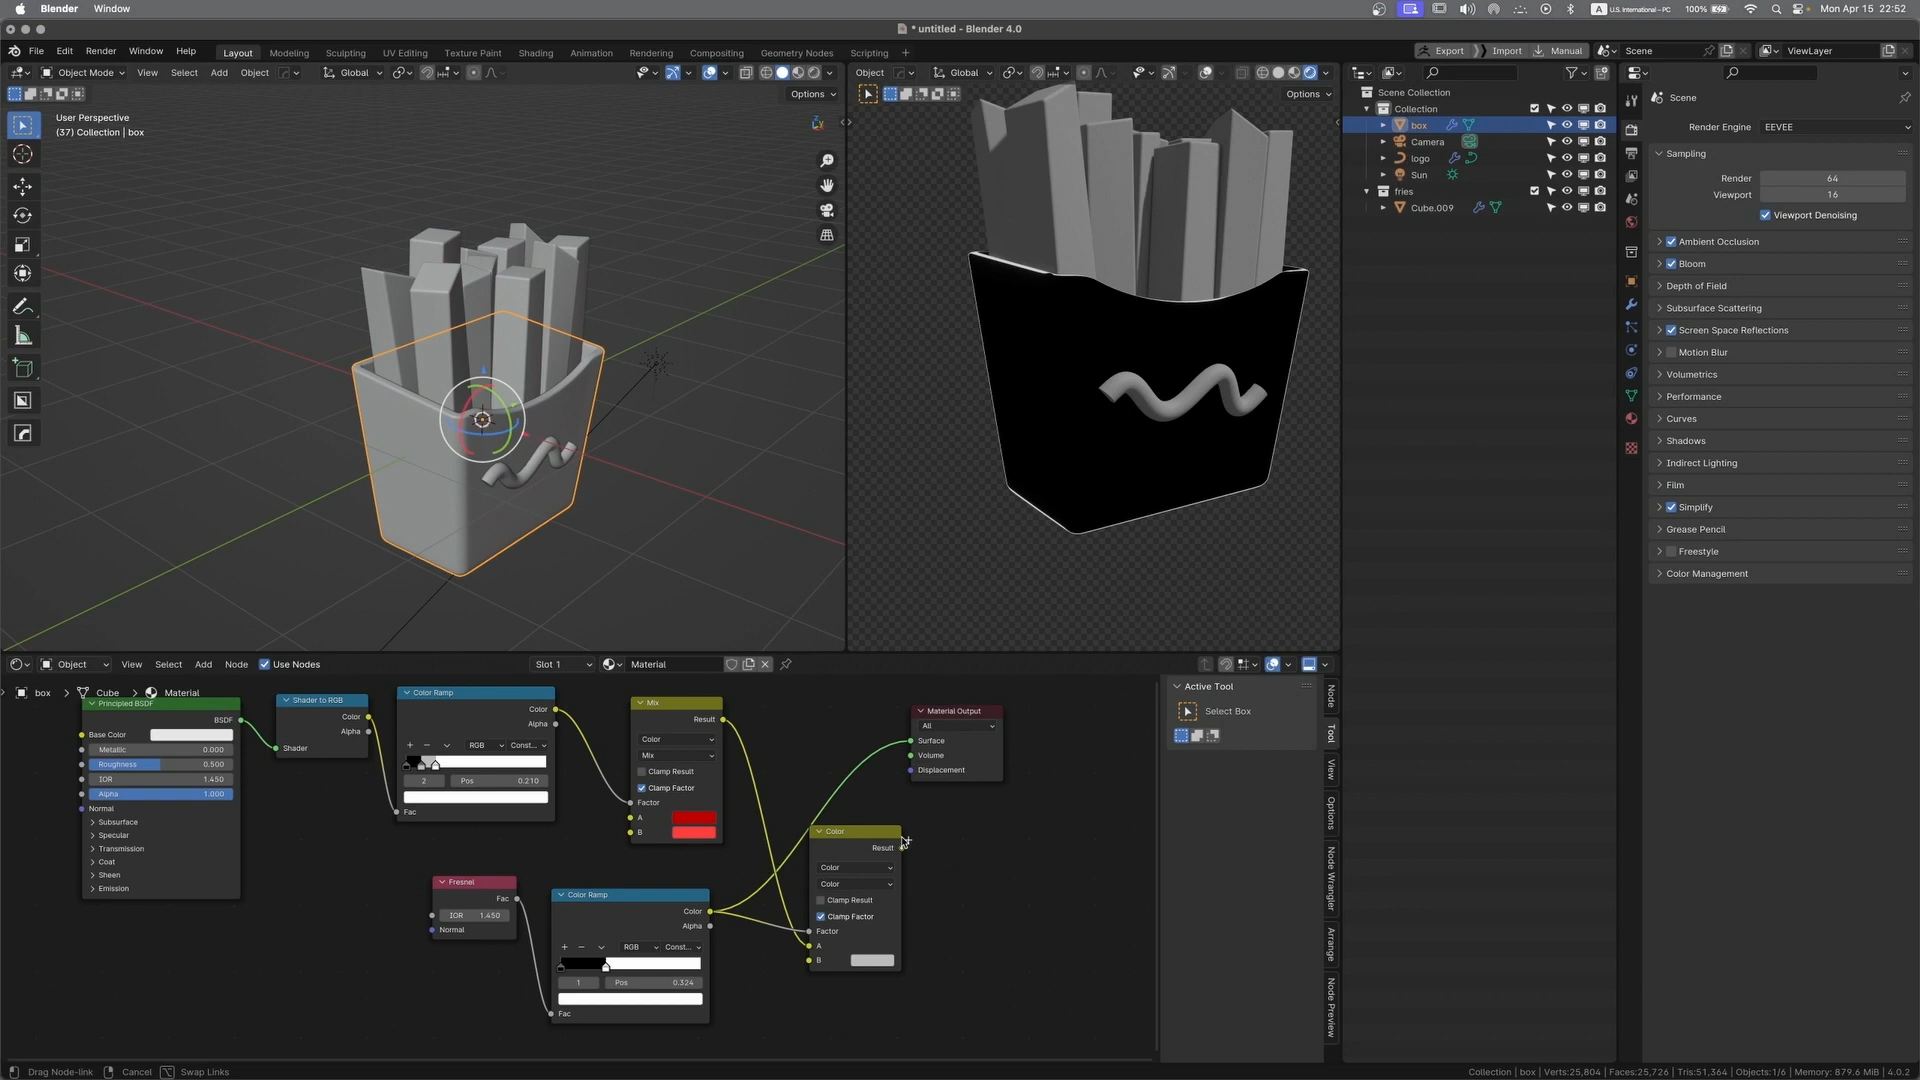 Blender Window
U.S. International – PC 100% Mon Apr 15 22:52
* untitled - Blender 4.0
File Edit Render Window Help Layout Modeling Sculpting UV Editing Texture Paint Shading Animation Rendering Compositing Geometry Nodes Scripting +
Export Import Manual Scene ViewLayer
Object Mode View Select Add Object Global
Object Global
Options
Options
User Perspective
(37) Collection | box
Scene Collection
Collection
box
Camera
logo
Sun
fries
Cube.009
Scene
Render Engine EEVEE
Sampling
Render 64
Viewport 16
Viewport Denoising
Ambient Occlusion
Bloom
Depth of Field
Subsurface Scattering
Screen Space Reflections
Motion Blur
Volumetrics
Performance
Curves
Shadows
Indirect Lighting
Film
Simplify
Grease Pencil
Freestyle
Color Management
Object View Select Add Node Use Nodes Slot 1 Material
box > Cube > Material
Principled BSDF
BSDF
Base Color
Metallic 0.000
Roughness 0.500
IOR 1.450
Alpha 1.000
Normal
Subsurface
Specular
Transmission
Coat
Sheen
Emission
Shader to RGB
Color
Alpha
Shader
Color Ramp
Color
Alpha
+ − RGB Const...
2 Pos 0.210
Fac
Mix
Result
Color
Mix
Clamp Result
Clamp Factor
Factor
A
B
Material Output
All
Surface
Volume
Displacement
Fresnel
Fac
IOR 1.450
Normal
Color Ramp
Color
Alpha
+ − RGB Const...
1 Pos 0.324
Fac
Color
Result
Color
Color
Clamp Result
Clamp Factor
Factor
A
B
Active Tool
Select Box
Node
Tool
View
Options
Node Wrangler
Arrange
Node Preview
Drag Node-link Cancel Swap Links
Collection | box | Verts:25,804 | Faces:25,726 | Tris:51,364 | Objects:1/6 | Memory: 879.6 MiB | 4.0.2